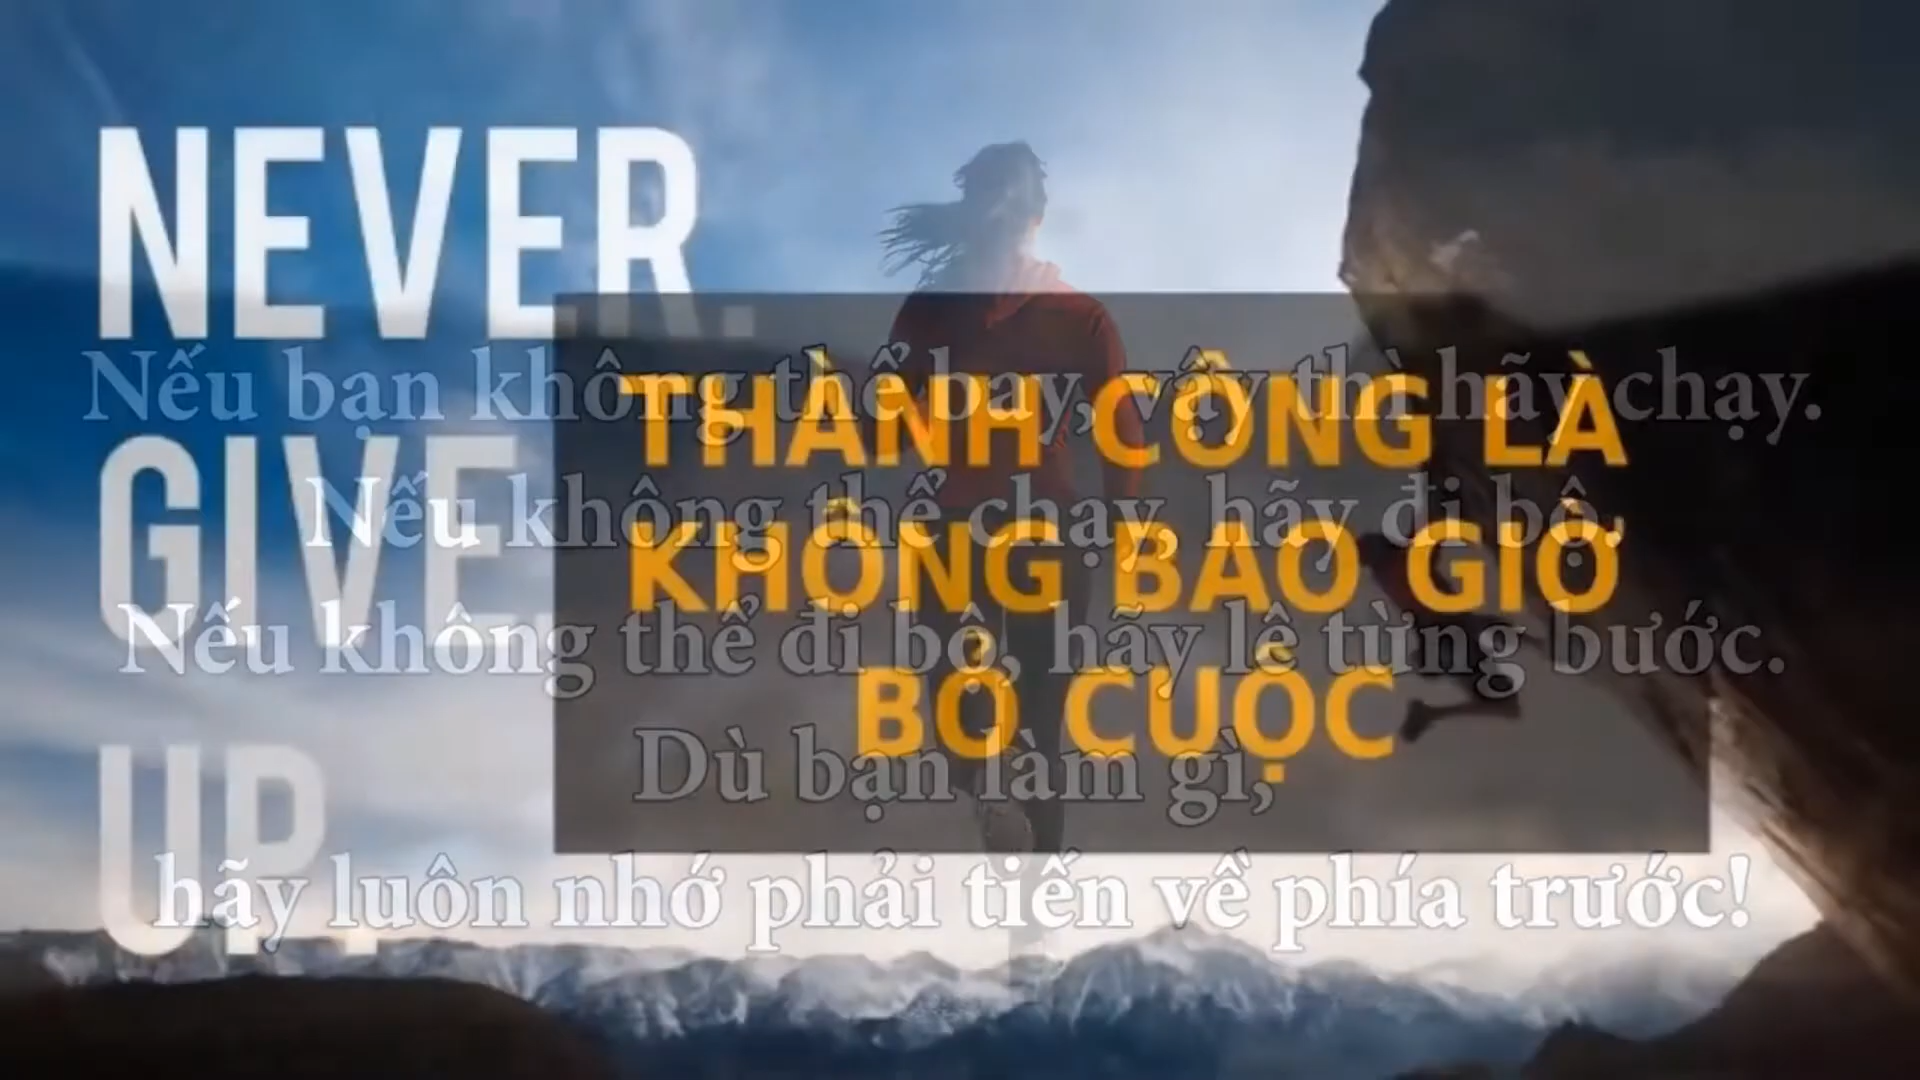 NEVER.
GIVE.
UP.
THÀNH CÔNG LÀ
KHÔNG BAO GIỜ
BỎ CUỘC
Nếu bạn không thể bay, vậy thì hãy chạy.
Nếu không thể chạy, hãy đi bộ.
Nếu không thể đi bộ, hãy lê từng bước.
Dù bạn làm gì,
hãy luôn nhớ phải tiến về phía trước!